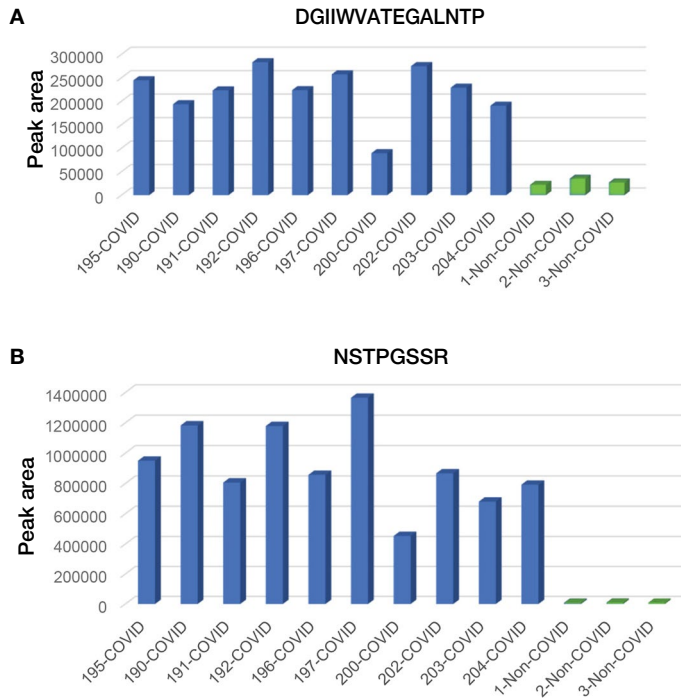 A
DGIIWVATEGALNTP
Peak area
300000
250000
200000
150000
100000
50000
0
195-COVID
190-COVID
191-COVID
192-COVID
196-COVID
197-COVID
200-COVID
202-COVID
203-COVID
204-COVID
1-Non-COVID
2-Non-COVID
3-Non-COVID
B
NSTPGSSR
Peak area
1400000
1200000
1000000
800000
600000
400000
200000
0
195-COVID
190-COVID
191-COVID
192-COVID
196-COVID
197-COVID
200-COVID
202-COVID
203-COVID
204-COVID
1-Non-COVID
2-Non-COVID
3-Non-COVID